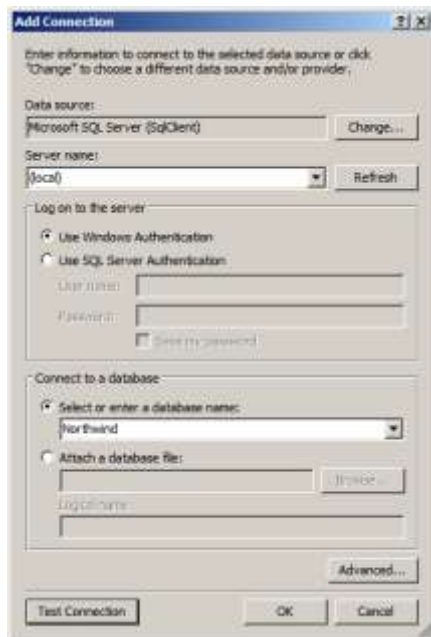 Add Connection
Enter information to connect to the selected data source or click
"Change" to choose a different data source and/or provider.
Data source:
Microsoft SQL Server (SqlClient)
Change...
Server name:
(local)
Refresh
Log on to the server
Use Windows Authentication
Use SQL Server Authentication
User name:
Password:
Save my password
Connect to a database
Select or enter a database name:
Northwind
Attach a database file:
Browse...
Logical name:
Advanced...
Test Connection
OK
Cancel